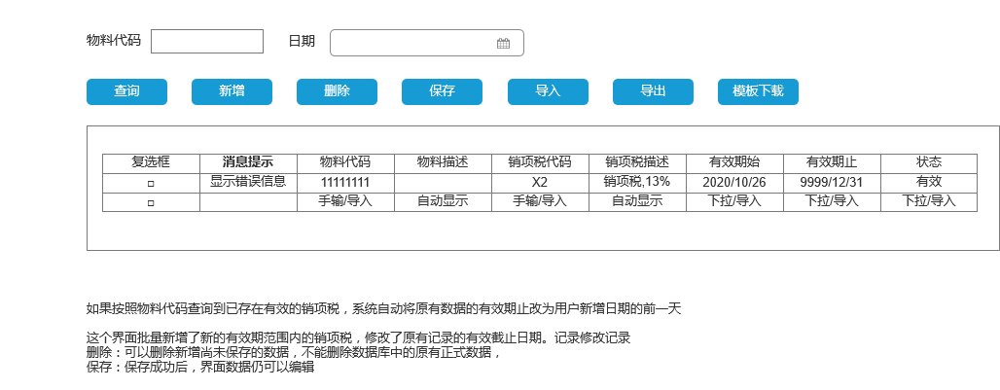 物料代码 日期
查询 新增 删除 保存 导入 导出 模板下载
复选框 消息提示 物料代码 物料描述 销项税代码 销项税描述 有效期始 有效期止 状态
显示错误信息 11111111 X2 销项税,13% 2020/10/26 9999/12/31 有效
手输/导入 自动显示 手输/导入 自动显示 下拉/导入 下拉/导入 下拉/导入
如果按照物料代码查询到已存在有效的销项税，系统自动将原有数据的有效期止改为用户新增日期的前一天
这个界面批量新增了新的有效期范围内的销项税，修改了原有记录的有效截止日期。记录修改记录
删除：可以删除新增尚未保存的数据，不能删除数据库中的原有正式数据，
保存：保存成功后，界面数据仍可以编辑